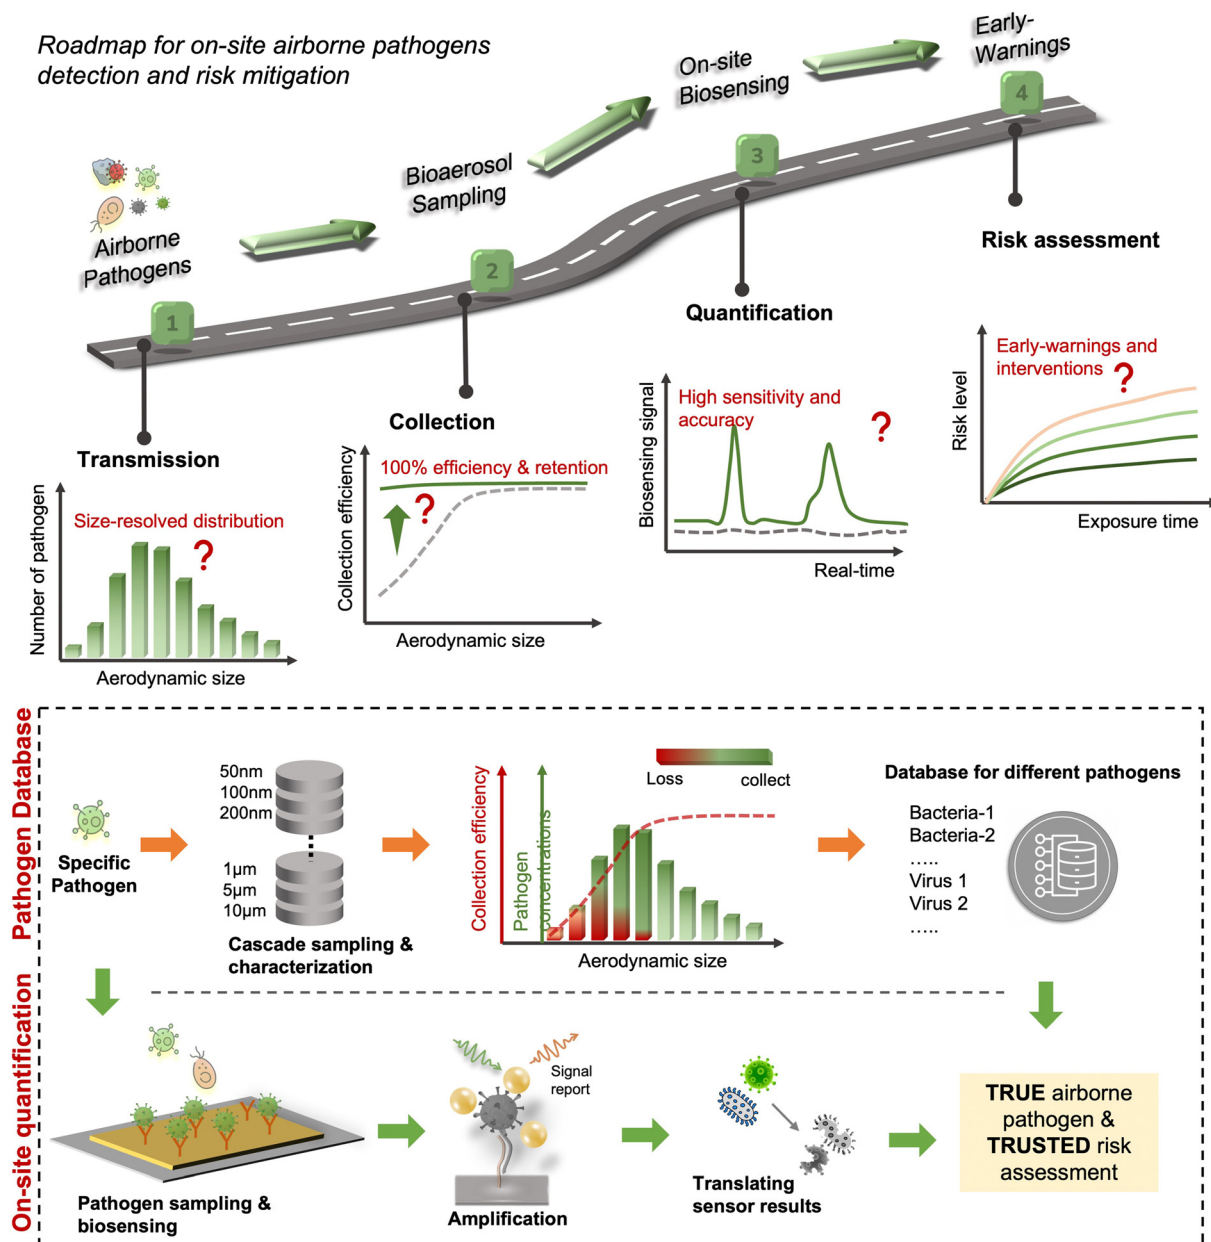 Roadmap for on-site airborne pathogens
detection and risk mitigation
Airborne
Pathogens
Bioaerosol
Sampling
On-site
Biosensing
Early-
Warnings
1
2
3
4
Transmission
Collection
Quantification
Risk assessment
Number of pathogen
Size-resolved distribution
?
Aerodynamic size
Collection efficiency
100% efficiency & retention
?
Aerodynamic size
Biosensing signal
High sensitivity and
accuracy
?
Real-time
Risk level
Early-warnings and
interventions
?
Exposure time
Pathogen Database
Specific
Pathogen
50nm
100nm
200nm
1µm
5µm
10µm
Cascade sampling &
characterization
Collection efficiency
Pathogen
concentrations
Loss
collect
Aerodynamic size
Database for different pathogens
Bacteria-1
Bacteria-2
.....
Virus 1
Virus 2
.....
On-site quantification
Pathogen sampling &
biosensing
Signal
report
Amplification
Translating
sensor results
TRUE airborne
pathogen &
TRUSTED risk
assessment